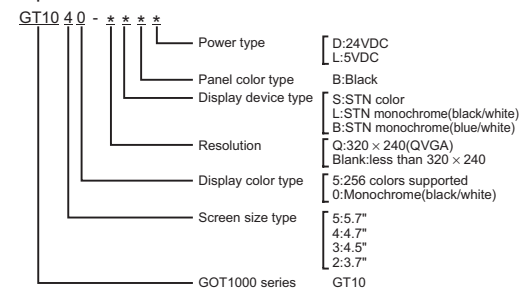 GT10 4 0 - * * * *
Power type D:24VDC
L:5VDC
Panel color type B:Black
Display device type S:STN color
L:STN monochrome(black/white)
B:STN monochrome(blue/white)
Resolution Q:320 × 240(QVGA)
Blank:less than 320 × 240
Display color type 5:256 colors supported
0:Monochrome(black/white)
Screen size type 5:5.7"
4:4.7"
3:4.5"
2:3.7"
GOT1000 series GT10